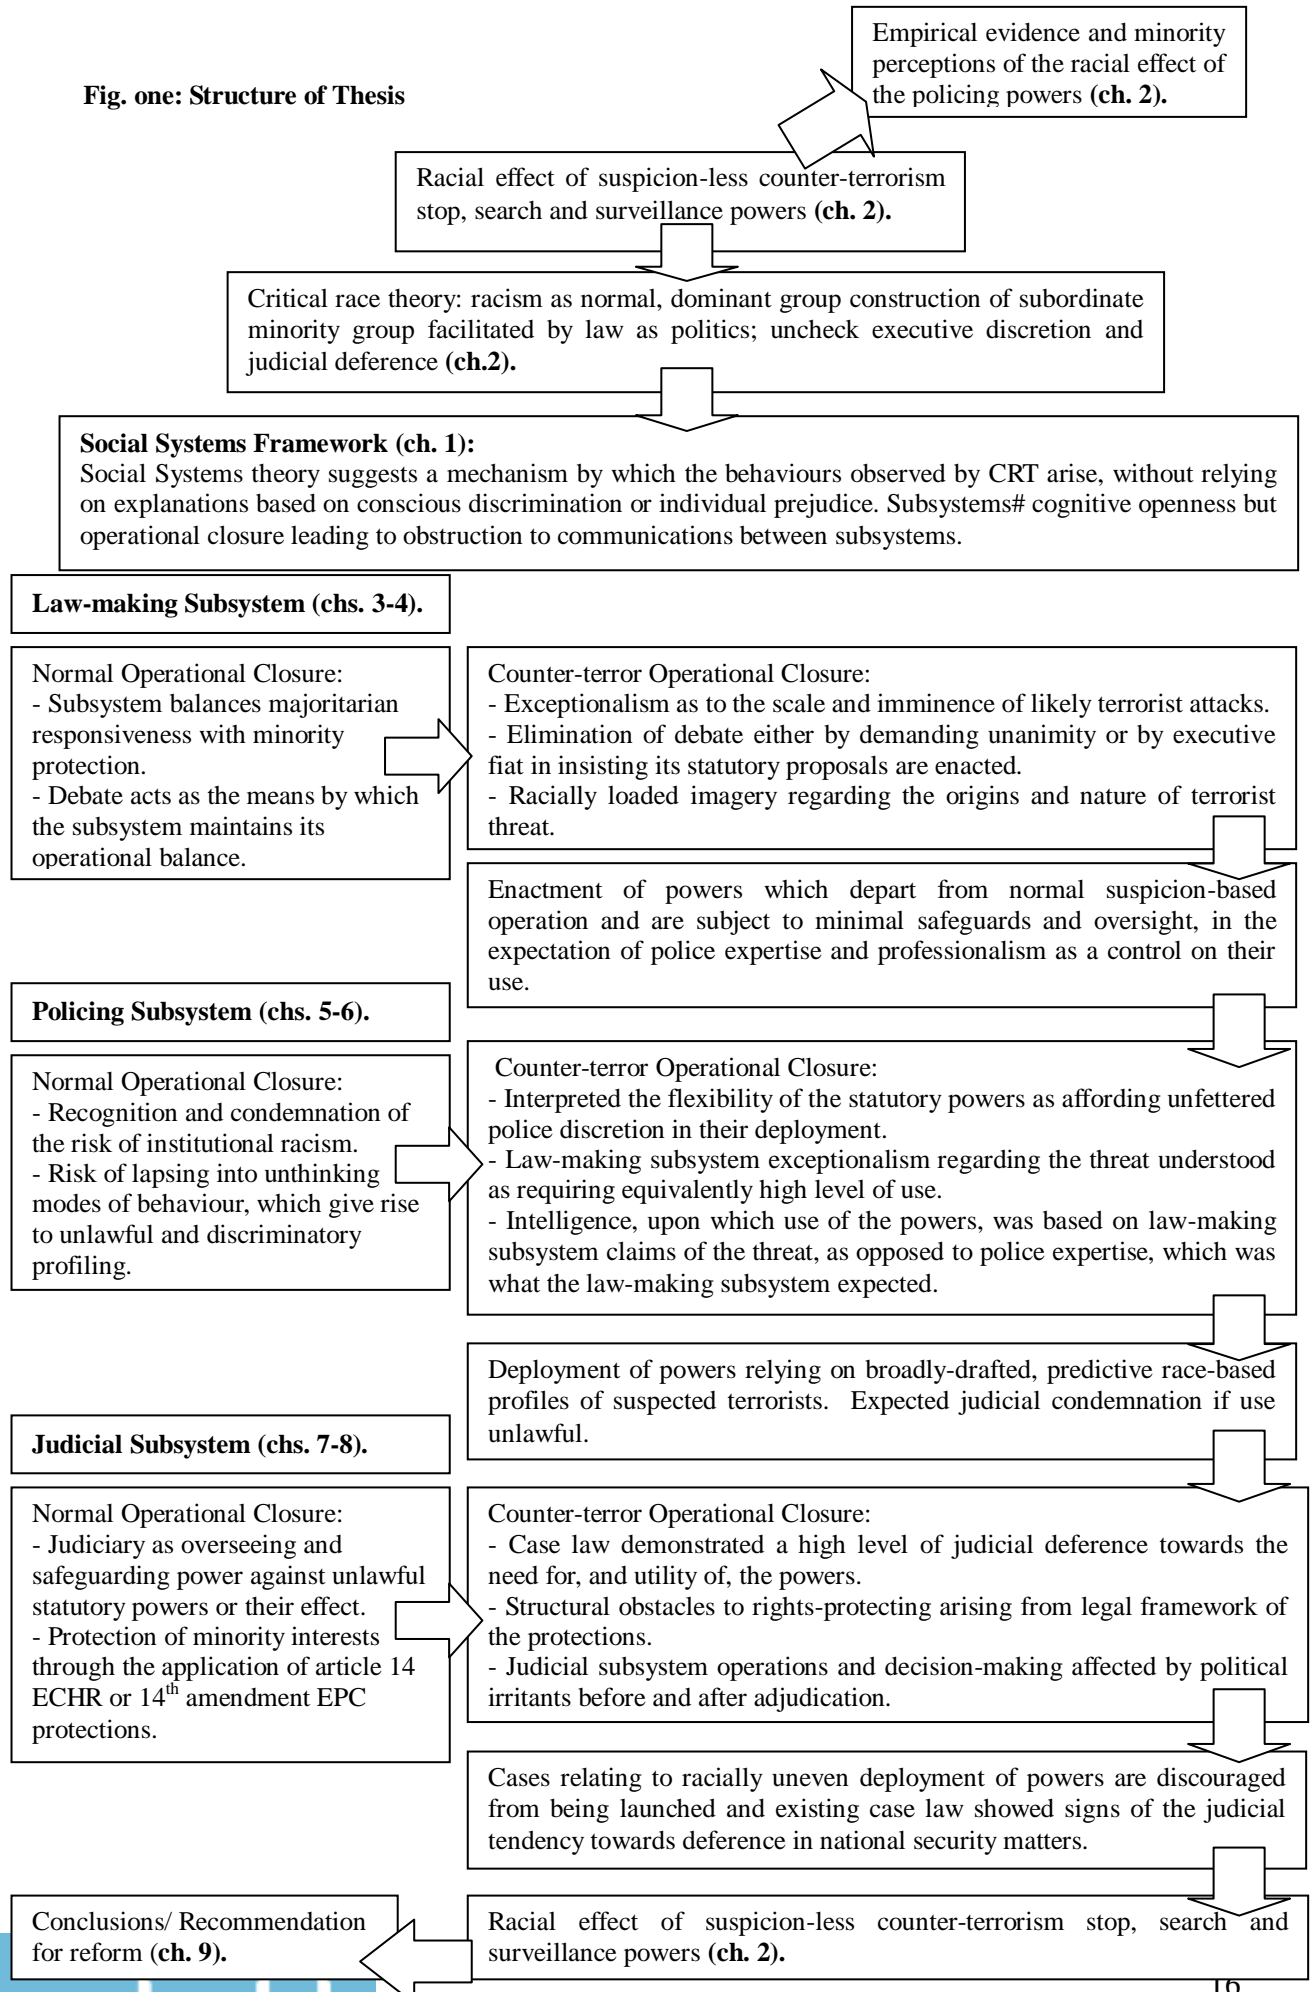 Empirical evidence and minority
perceptions of the racial effect of
the policing powers (ch. 2).
Fig. one: Structure of Thesis
Racial effect of suspicion-less counter-terrorism
stop, search and surveillance powers (ch. 2).
Critical race theory: racism as normal, dominant group construction of subordinate
minority group facilitated by law as politics; uncheck executive discretion and
judicial deference (ch.2).
Social Systems Framework (ch. 1):
Social Systems theory suggests a mechanism by which the behaviours observed by CRT arise, without relying
on explanations based on conscious discrimination or individual prejudice. Subsystems# cognitive openness but
operational closure leading to obstruction to communications between subsystems.
Law-making Subsystem (chs. 3-4).
Normal Operational Closure:
- Subsystem balances majoritarian
responsiveness with minority
protection.
- Debate acts as the means by which
the subsystem maintains its
operational balance.
Counter-terror Operational Closure:
- Exceptionalism as to the scale and imminence of likely terrorist attacks.
- Elimination of debate either by demanding unanimity or by executive
fiat in insisting its statutory proposals are enacted.
- Racially loaded imagery regarding the origins and nature of terrorist
threat.
Enactment of powers which depart from normal suspicion-based
operation and are subject to minimal safeguards and oversight, in the
expectation of police expertise and professionalism as a control on their
use.
Policing Subsystem (chs. 5-6).
Normal Operational Closure:
- Recognition and condemnation of
the risk of institutional racism.
- Risk of lapsing into unthinking
modes of behaviour, which give rise
to unlawful and discriminatory
profiling.
Counter-terror Operational Closure:
- Interpreted the flexibility of the statutory powers as affording unfettered
police discretion in their deployment.
- Law-making subsystem exceptionalism regarding the threat understood
as requiring equivalently high level of use.
- Intelligence, upon which use of the powers, was based on law-making
subsystem claims of the threat, as opposed to police expertise, which was
what the law-making subsystem expected.
Deployment of powers relying on broadly-drafted, predictive race-based
profiles of suspected terrorists. Expected judicial condemnation if use
unlawful.
Judicial Subsystem (chs. 7-8).
Normal Operational Closure:
- Judiciary as overseeing and
safeguarding power against unlawful
statutory powers or their effect.
- Protection of minority interests
through the application of article 14
ECHR or 14th amendment EPC
protections.
Counter-terror Operational Closure:
- Case law demonstrated a high level of judicial deference towards the
need for, and utility of, the powers.
- Structural obstacles to rights-protecting arising from legal framework of
the protections.
- Judicial subsystem operations and decision-making affected by political
irritants before and after adjudication.
Cases relating to racially uneven deployment of powers are discouraged
from being launched and existing case law showed signs of the judicial
tendency towards deference in national security matters.
Conclusions/ Recommendation
for reform (ch. 9).
Racial effect of suspicion-less counter-terrorism stop, search and
surveillance powers (ch. 2).
16